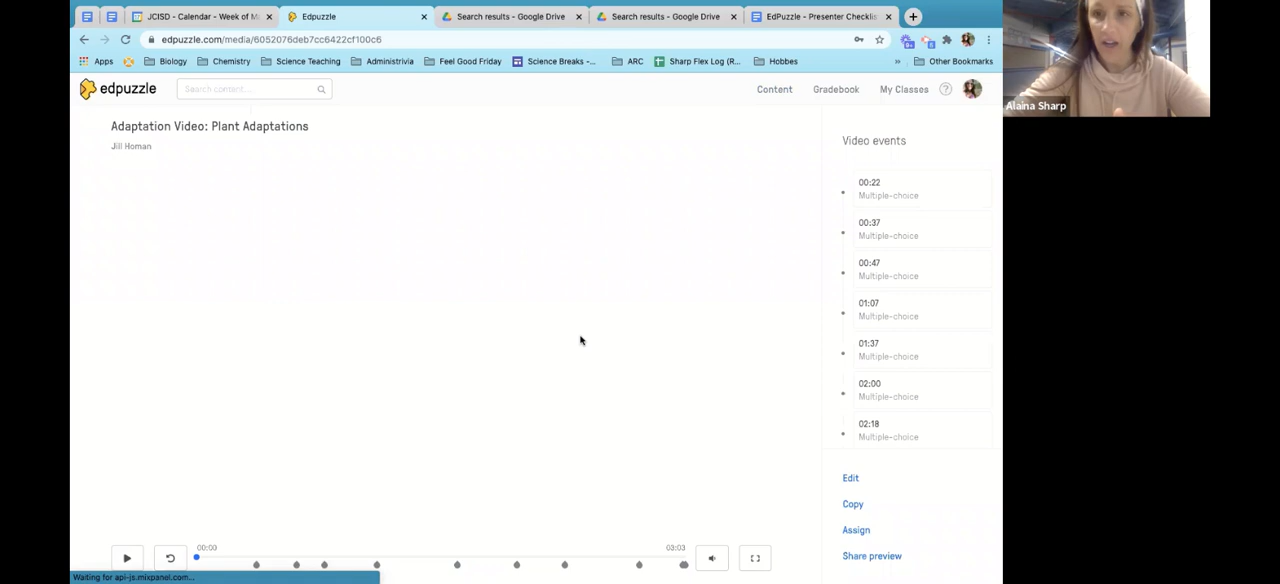 JCISD - Calendar - Week of M
Edpuzzle
Search results - Google Drive
Search results - Google Drive
EdPuzzle - Presenter Checklis
edpuzzle.com/media/6052076deb7cc6422cf100c6
Apps
Biology
Chemistry
Science Teaching
Administrivia
Feel Good Friday
Science Breaks -...
ARC
Sharp Flex Log (R...
Hobbes
»
Other Bookmarks
edpuzzle
Search content...
Content
Gradebook
My Classes
?
Alaina Sharp
Adaptation Video: Plant Adaptations
Jill Homan
Video events
00:22
Multiple-choice
00:37
Multiple-choice
00:47
Multiple-choice
01:07
Multiple-choice
01:37
Multiple-choice
02:00
Multiple-choice
02:18
Multiple-choice
Edit
Copy
Assign
Share preview
00:00
03:03
Waiting for api-js.mixpanel.com...